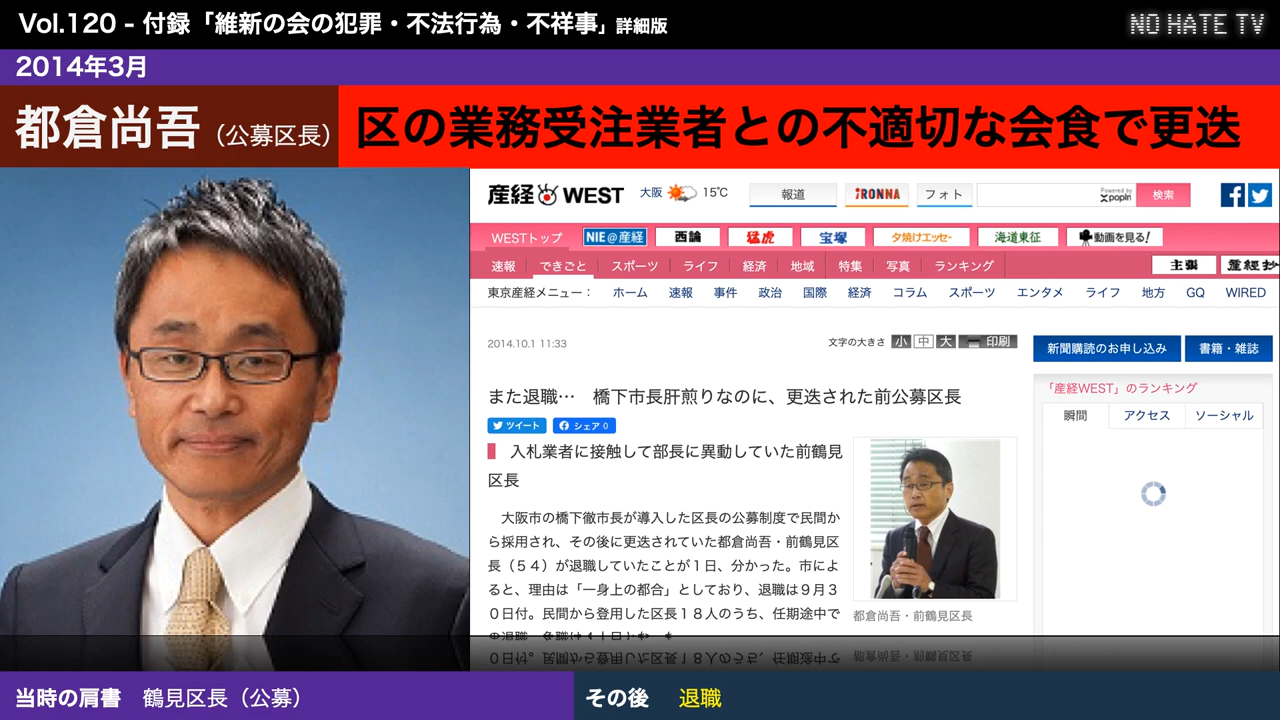 Vol.120 - 付録「維新の会の犯罪・不法行為・不祥事」詳細版
NO HATE TV
2014年3月
都倉尚吾（公募区長）
区の業務受注業者との不適切な会食で更迭
産経WEST
大阪 15℃
報道
iRONNA
フォト
Powered by popIn
検索
WESTトップ
NIE@産経
西論
猛虎
宝塚
夕焼けエッセー
海道東征
動画を見る!
速報 できごと スポーツ ライフ 経済 地域 特集 写真 ランキング
主張
産経抄
東京産経メニュー： ホーム 速報 事件 政治 国際 経済 コラム スポーツ エンタメ ライフ 地方 GQ WIRED
2014.10.1 11:33
文字の大きさ 小 中 大 印刷
新聞購読のお申し込み
書籍・雑誌
また退職… 橋下市長肝煎りなのに、更迭された前公募区長
ツイート
シェア 0
入札業者に接触して部長に異動していた前鶴見
区長
大阪市の橋下徹市長が導入した区長の公募制度で民間か
ら採用され、その後に更迭されていた都倉尚吾・前鶴見区
長（５４）が退職していたことが１日、分かった。市によ
ると、理由は「一身上の都合」としており、退職は９月３
０日付。民間から登用した区長１８人のうち、任期途中で
都倉尚吾・前鶴見区長
「産経WEST」のランキング
瞬間 アクセス ソーシャル
当時の肩書 鶴見区長（公募）
その後 退職